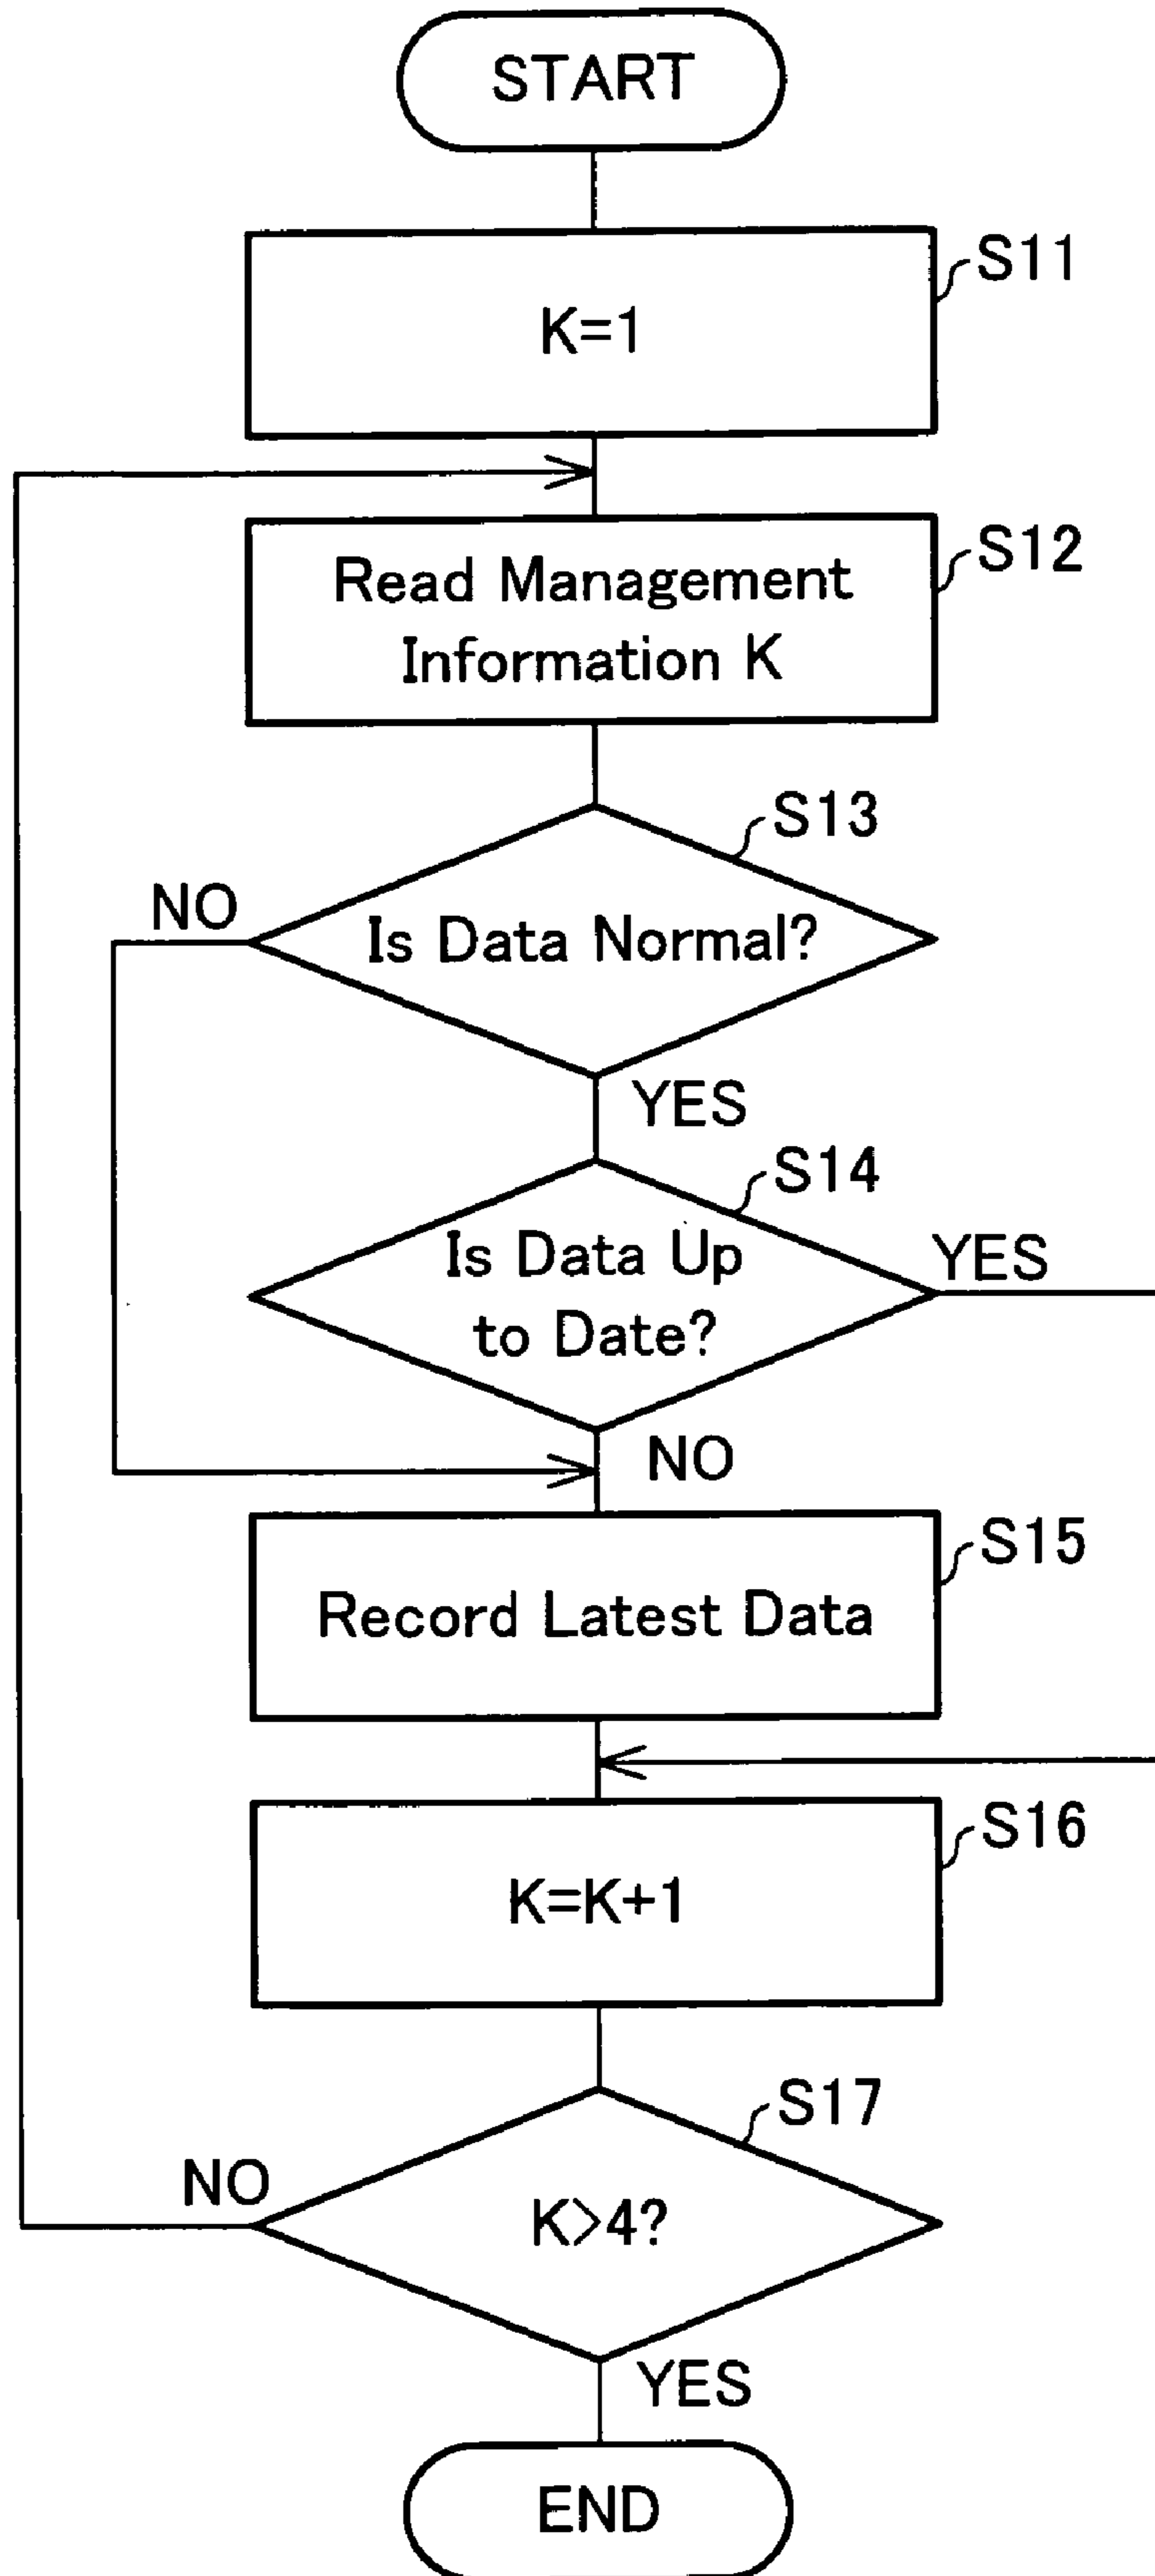 START
S11
K=1
S12
Read Management
Information K
S13
NO
Is Data Normal?
YES
S14
Is Data Up
to Date?
YES
NO
S15
Record Latest Data
S16
K=K+1
S17
NO
K>4?
YES
END